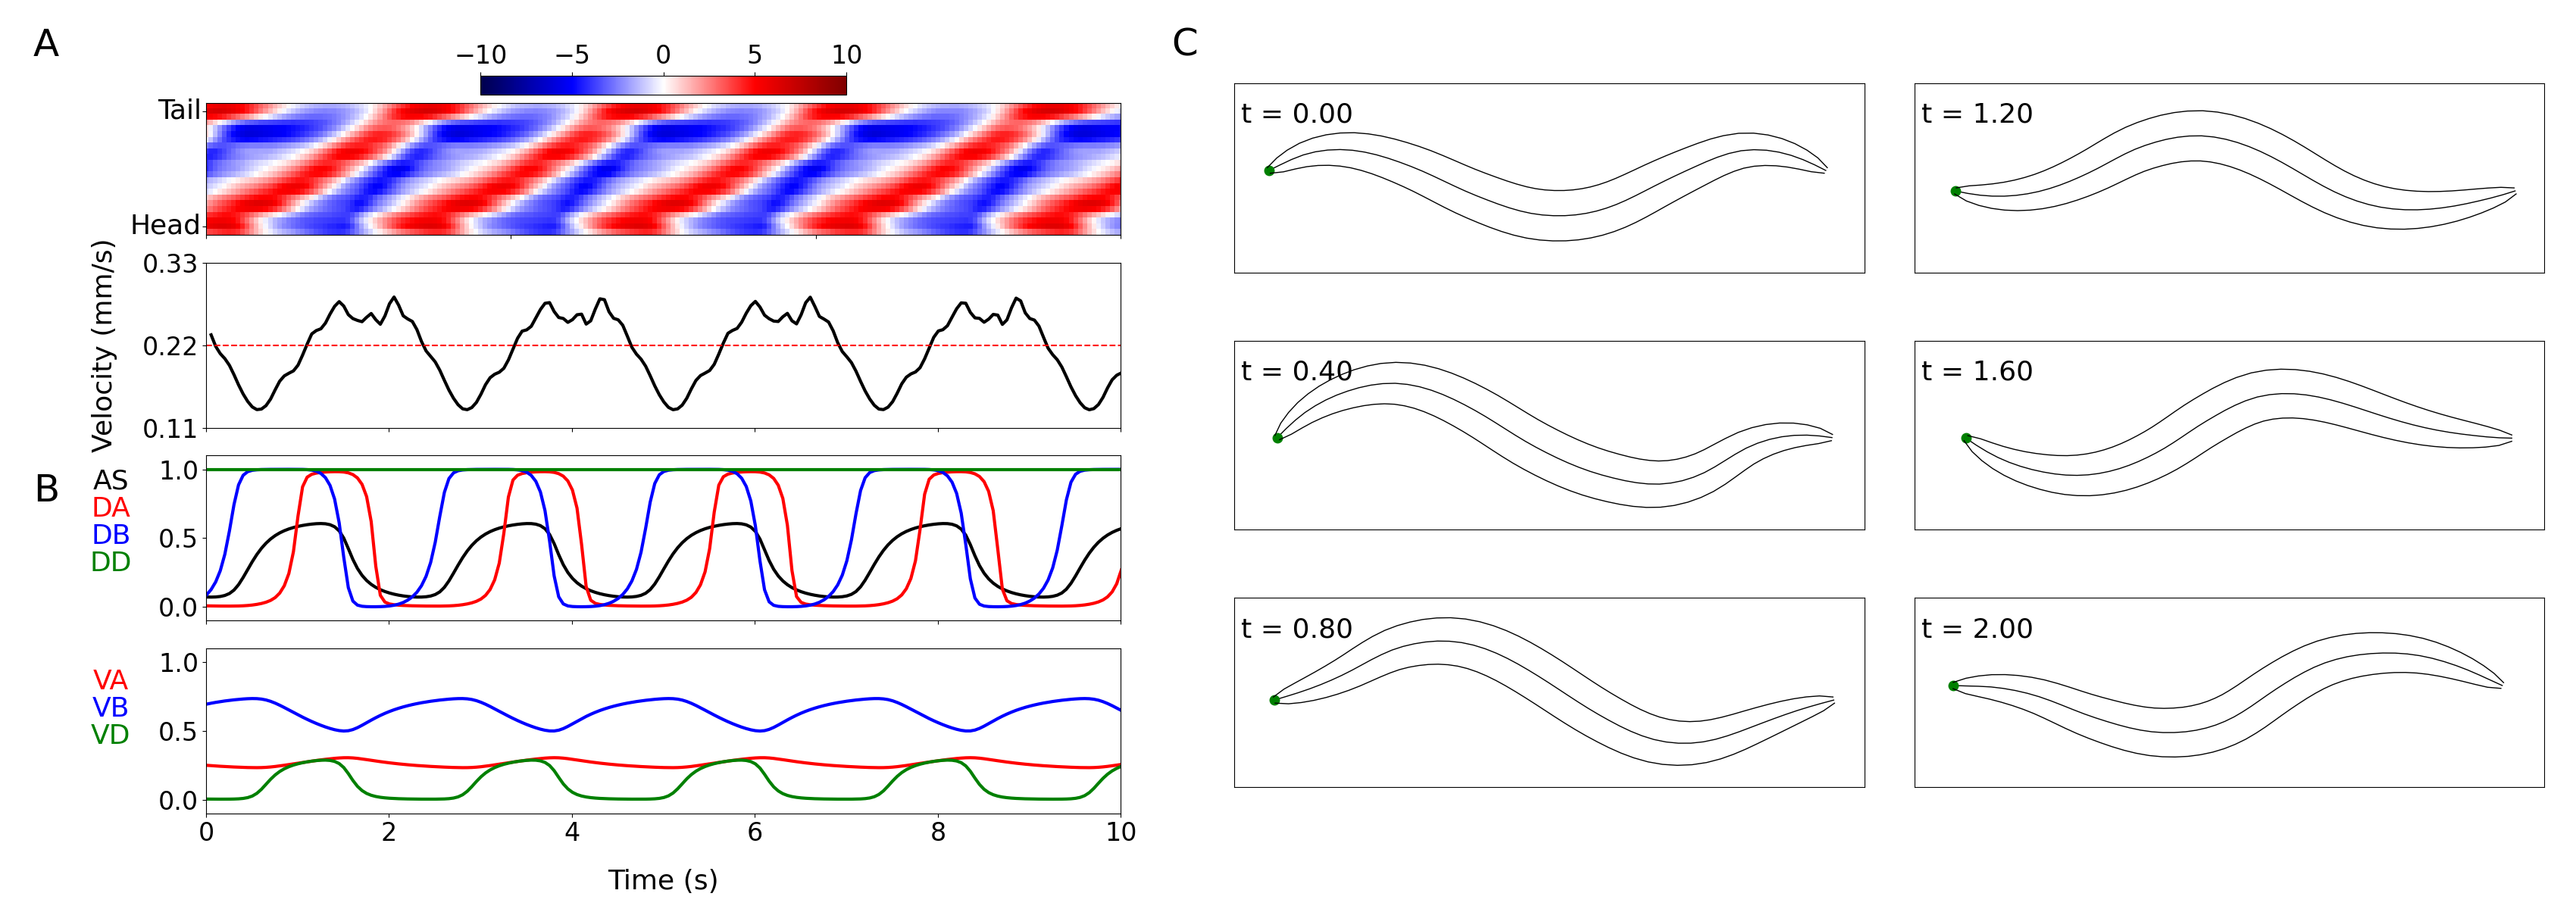 A
−10 −5 0 5 10
Tail
Head
Velocity (mm/s)
0.33
0.22
0.11
B
AS
DA
DB
DD
1.0
0.5
0.0
VA
VB
VD
1.0
0.5
0.0
0 2 4 6 8 10
Time (s)
C
t = 0.00
t = 1.20
t = 0.40
t = 1.60
t = 0.80
t = 2.00